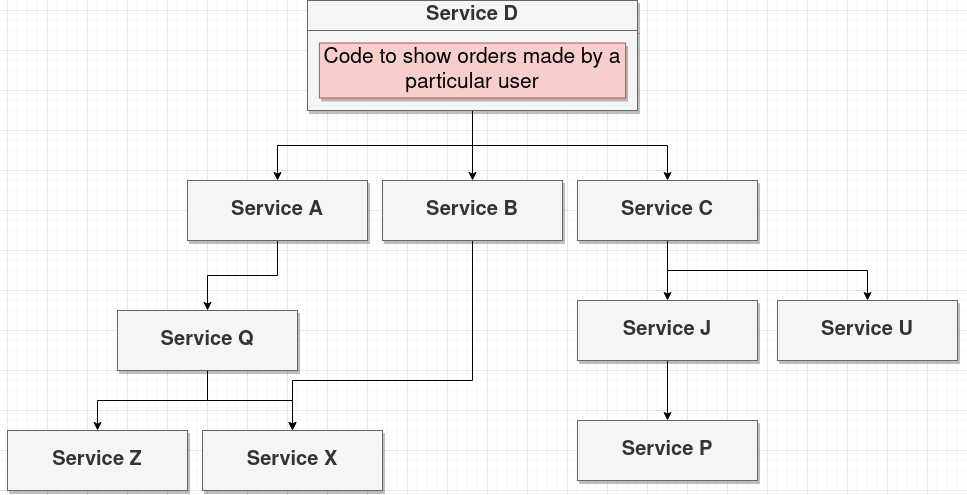 Service D
Code to show orders made by a
particular user
Service A
Service B
Service C
Service Q
Service J
Service U
Service Z
Service X
Service P